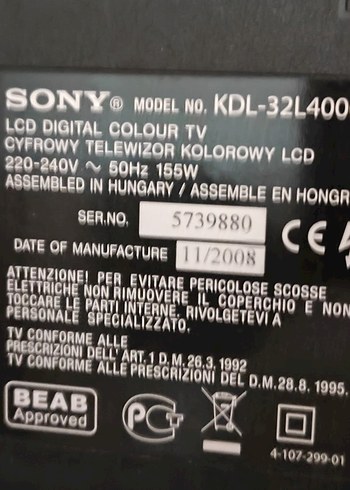 SONY® MODEL NO. KDL-32L400
LCD DIGITAL COLOUR TV
CYFROWY TELEWIZOR KOLOROWY LCD
220-240V ~ 50Hz 155W
ASSEMBLED IN HUNGARY / ASSEMBLE EN HONGR
SER.NO. 5739880
CE
DATE OF MANUFACTURE 11/2008
ATTENZIONE! PER EVITARE PERICOLOSE SCOSSE
ELETTRICHE NON RIMUOVERE IL COPERCHIO E NON
TOCCARE LE PARTI INTERNE. RIVOLGETEVI A
PERSONALE SPECIALIZZATO.
TV CONFORME ALLE
PRESCRIZIONI DELL'ART. 1 D.M. 26.3. 1992
TV CONFORME ALLE PRESCRIZIONI DEL D.M.28.8. 1995.
BEAB
Approved
4-107-299-01